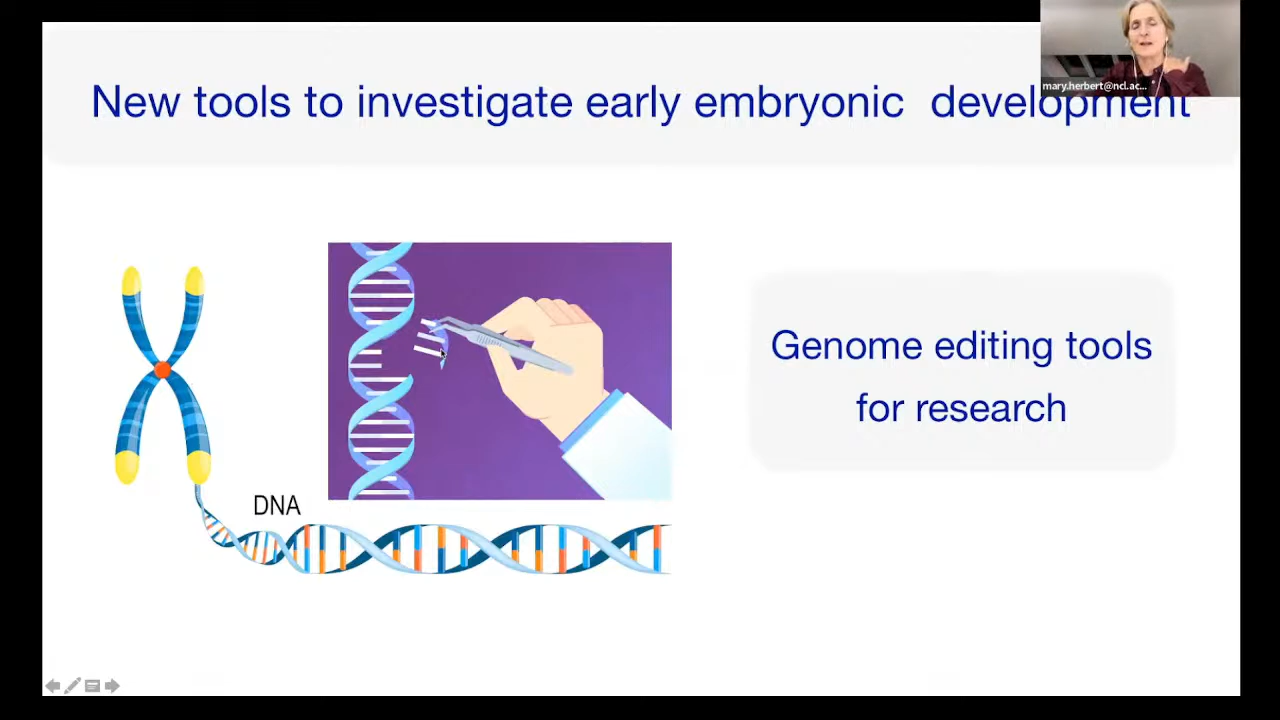 New tools to investigate early embryonic development
mary.herbert@ncl.ac...
Genome editing tools
for research
DNA